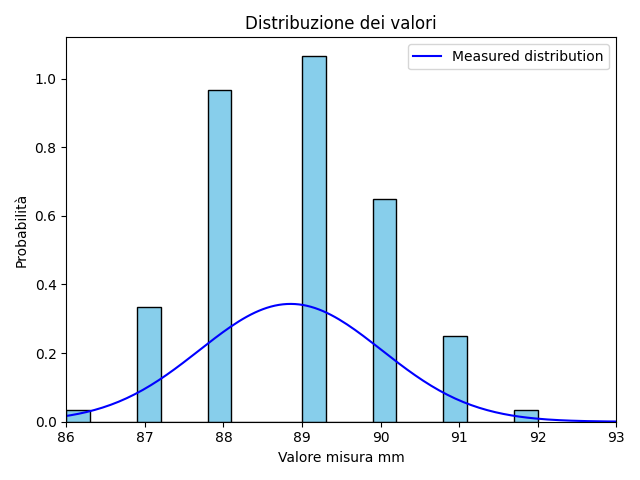 Distribuzione dei valori
Measured distribution
Probabilità
1.0
0.8
0.6
0.4
0.2
0.0
86 87 88 89 90 91 92 93
Valore misura mm